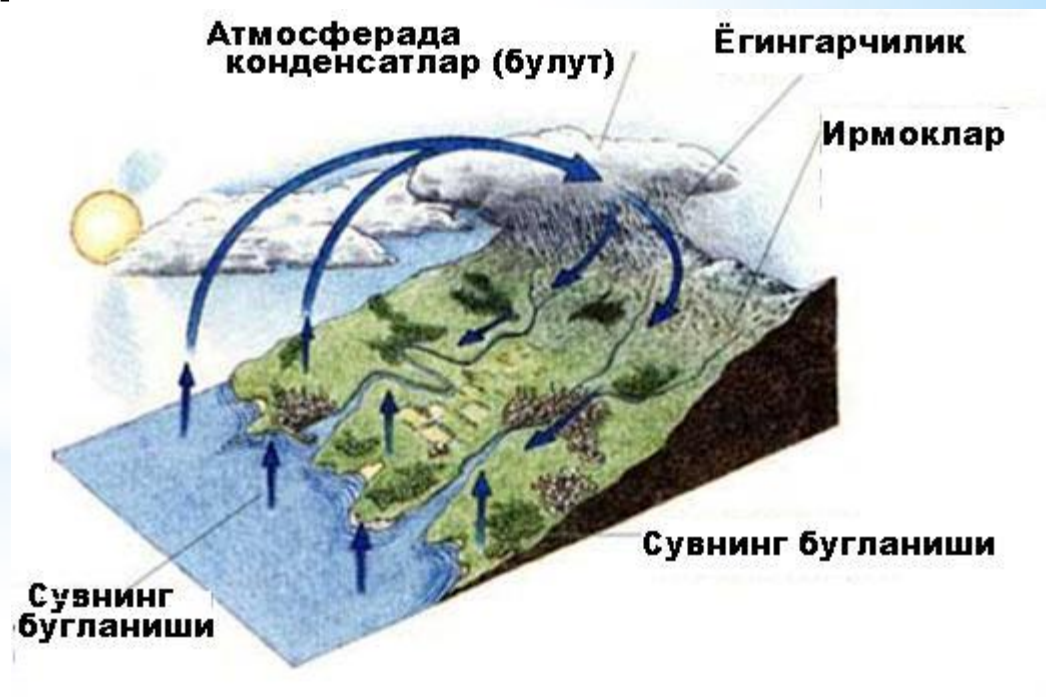 Атмосферада
конденсатлар (булут)
Ёгингарчилик
Ирмоклар
Сувнинг бугланиши
Сувнинг
бугланиши